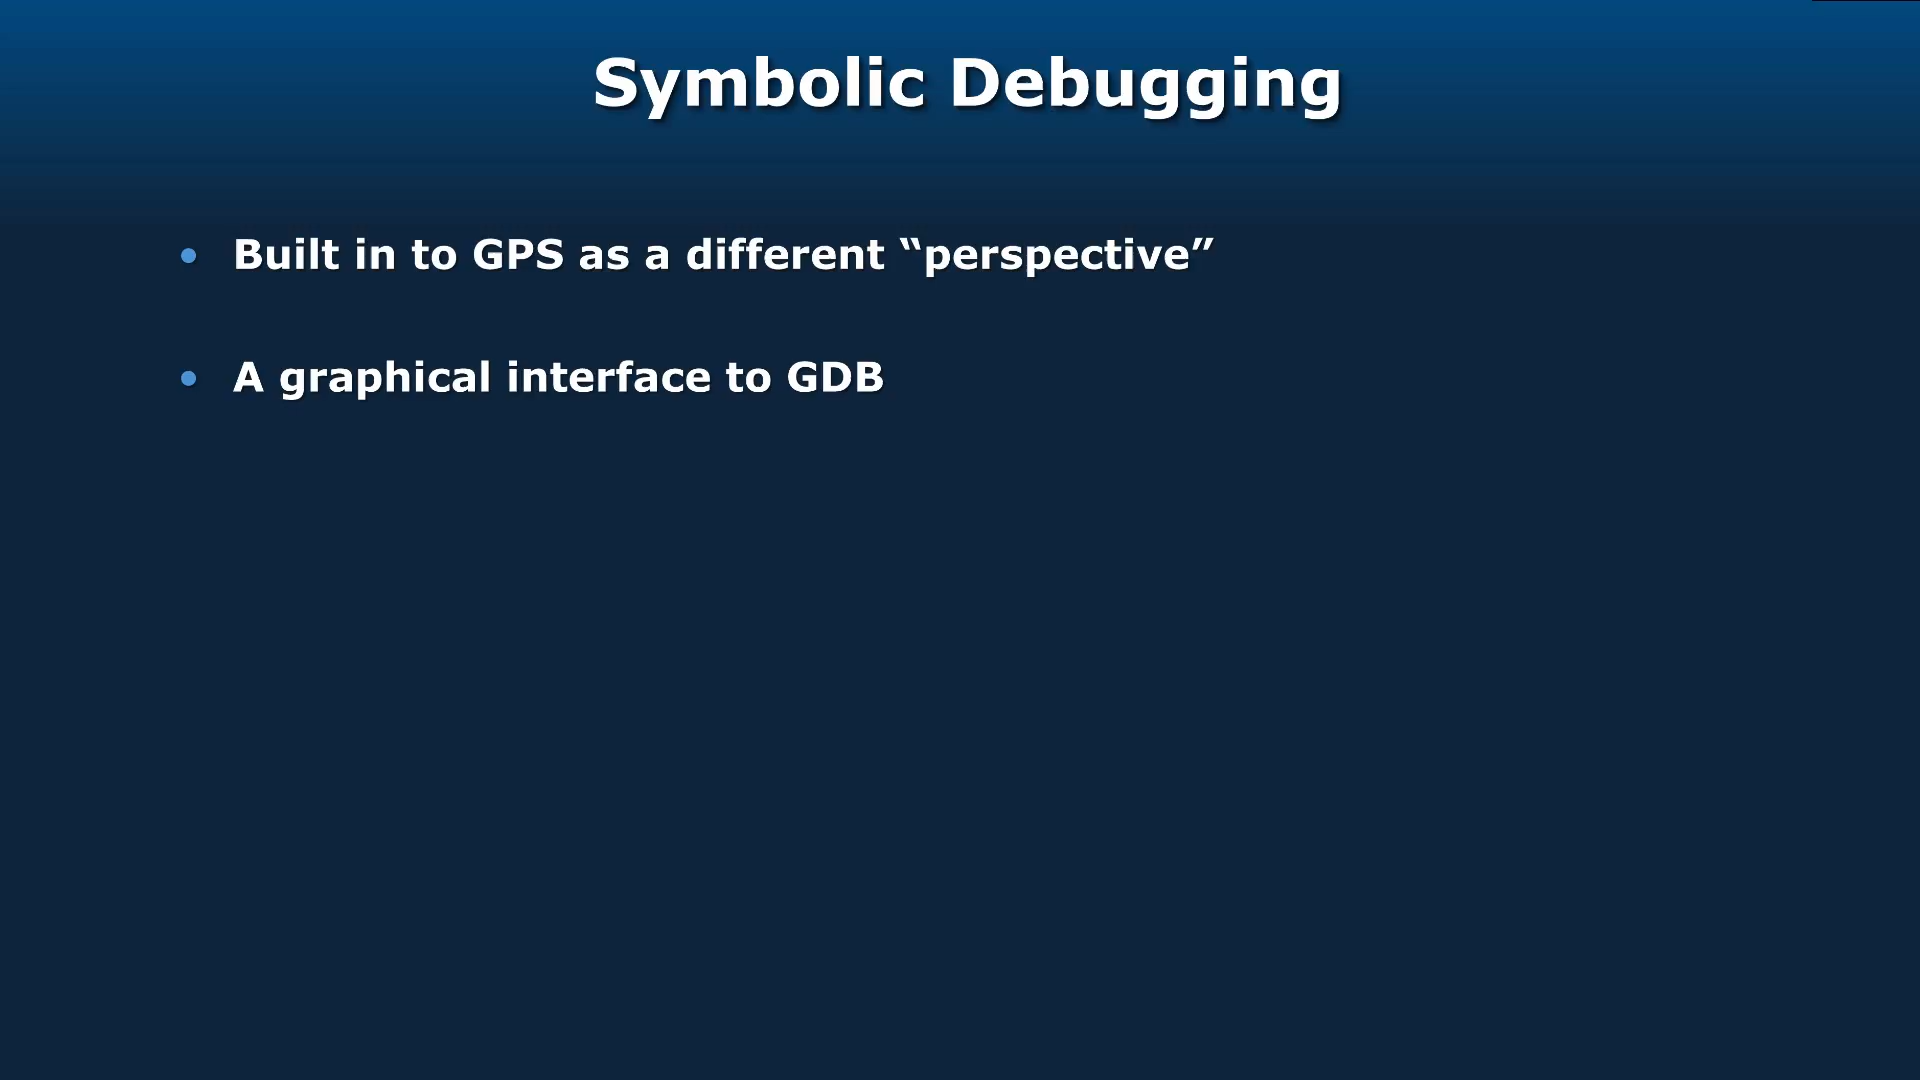 Symbolic Debugging
• Built in to GPS as a different “perspective”
• A graphical interface to GDB